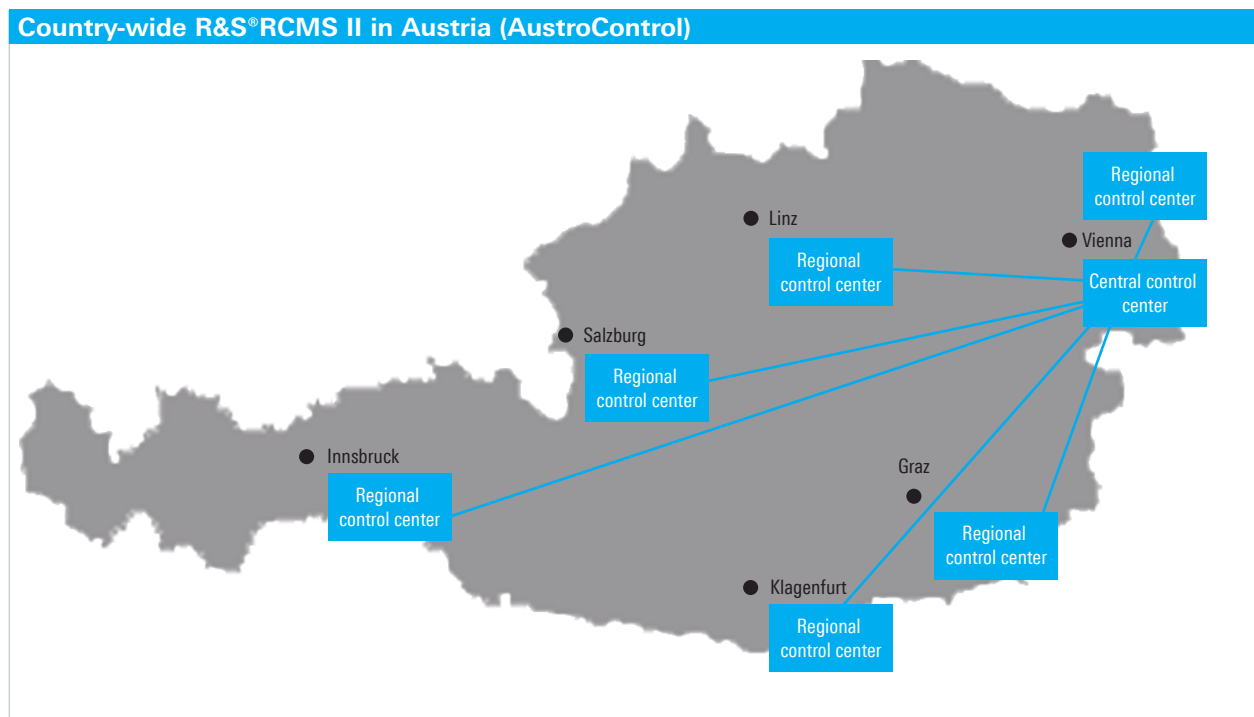 Country-wide R&S®RCMS II in Austria (AustroControl)
Regional
control center
Linz
Vienna
Regional
control center
Central control
center
Salzburg
Regional
control center
Innsbruck
Graz
Regional
control center
Regional
control center
Klagenfurt
Regional
control center